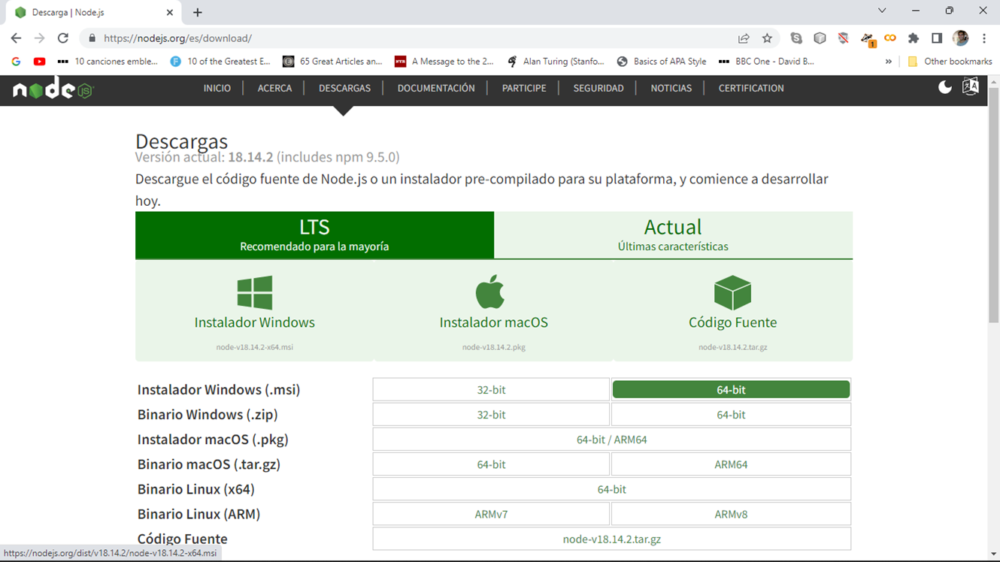 Descarga | Node.js
https://nodejs.org/es/download/
1
10 canciones emble...
10 of the Greatest E...
65 Great Articles an...
A Message to the 2...
Alan Turing (Stanfo...
Basics of APA Style
BBC One - David B...
»
Other bookmarks
node JS
INICIO
ACERCA
DESCARGAS
DOCUMENTACIÓN
PARTICIPE
SEGURIDAD
NOTICIAS
CERTIFICATION
Descargas
Versión actual: 18.14.2 (includes npm 9.5.0)
Descargue el código fuente de Node.js o un instalador pre-compilado para su plataforma, y comience a desarrollar
hoy.
LTS
Recomendado para la mayoría
Actual
Últimas características
Instalador Windows
node-v18.14.2-x64.msi
Instalador macOS
node-v18.14.2.pkg
Código Fuente
node-v18.14.2.tar.gz
Instalador Windows (.msi) 32-bit 64-bit
Binario Windows (.zip) 32-bit 64-bit
Instalador macOS (.pkg) 64-bit / ARM64
Binario macOS (.tar.gz) 64-bit ARM64
Binario Linux (x64) 64-bit
Binario Linux (ARM) ARMv7 ARMv8
Código Fuente node-v18.14.2.tar.gz
https://nodejs.org/dist/v18.14.2/node-v18.14.2-x64.msi